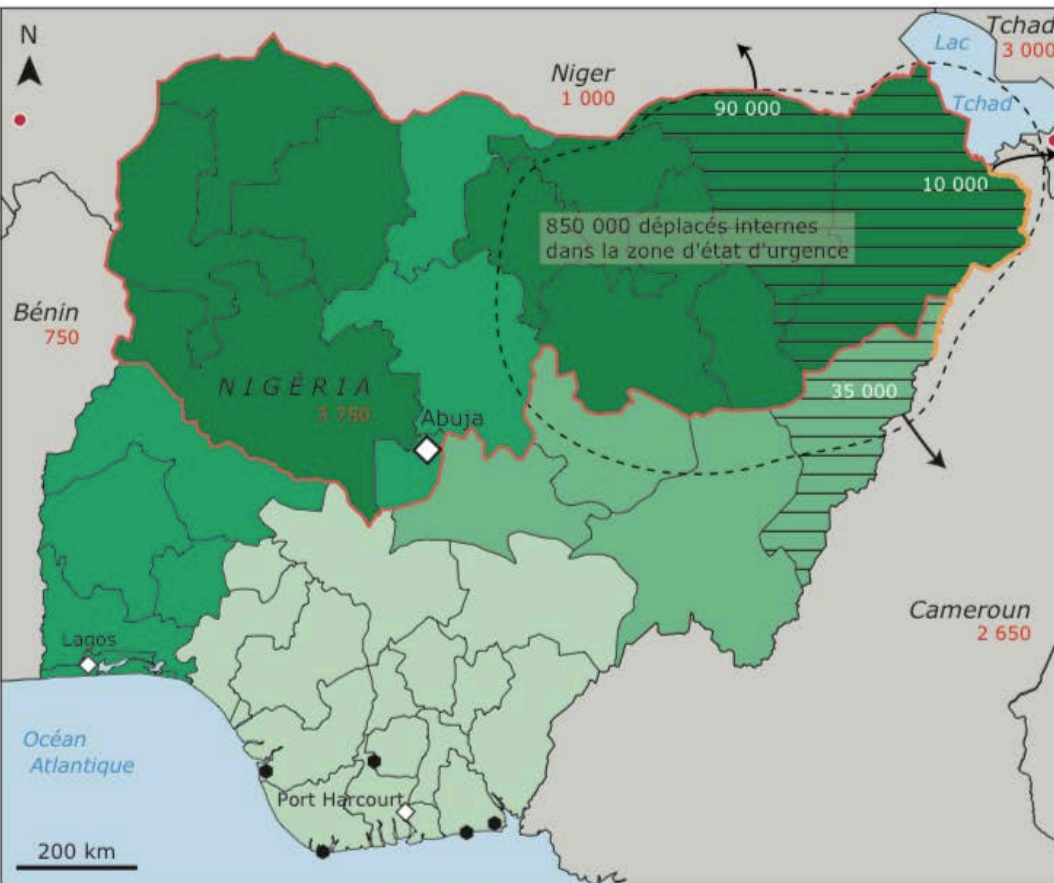 N
Tchad
3 000
Lac
Tchad
Niger
1 000
90 000
10 000
850 000 déplacés internes
dans la zone d'état d'urgence
Bénin
750
NIGÉRIA
3 750
Abuja
35 000
Cameroun
2 650
Lagos
Océan
Atlantique
Port Harcourt
200 km